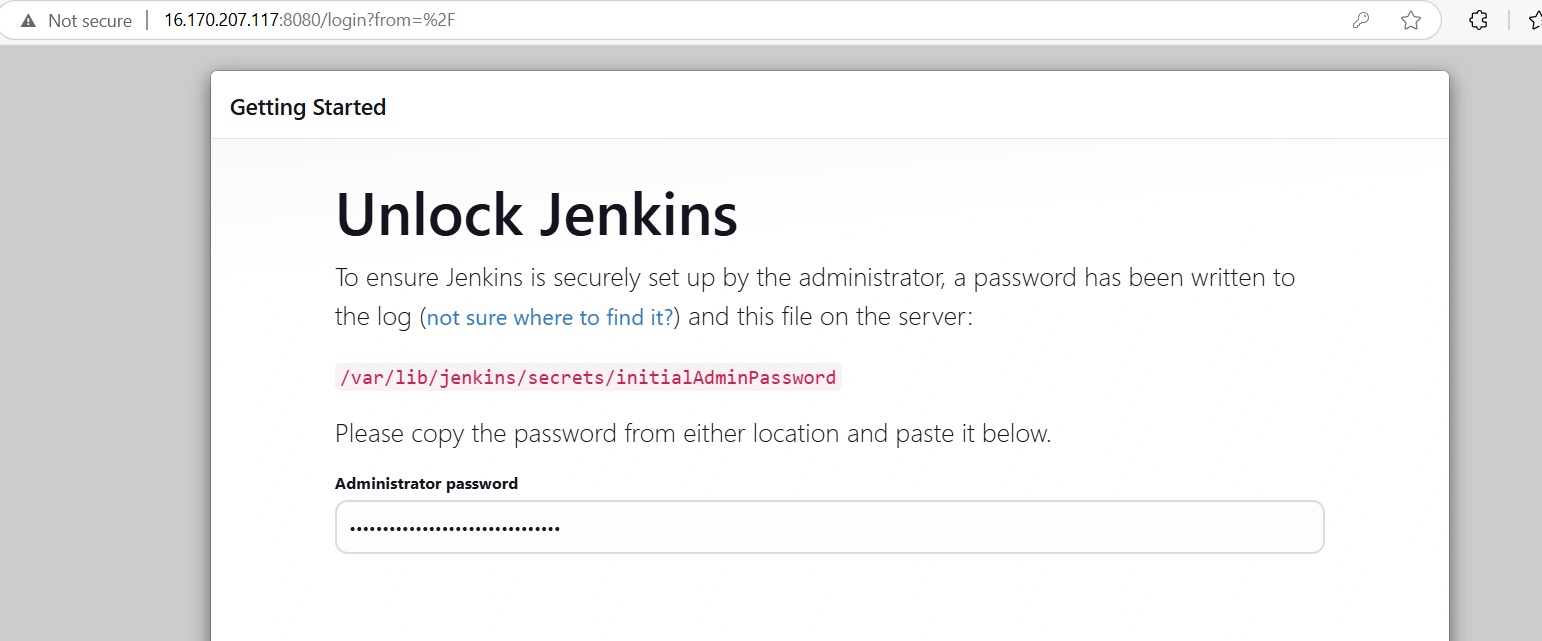 Not secure | 16.170.207.117:8080/login?from=%2F
Getting Started
Unlock Jenkins
To ensure Jenkins is securely set up by the administrator, a password has been written to
the log (not sure where to find it?) and this file on the server:
/var/lib/jenkins/secrets/initialAdminPassword
Please copy the password from either location and paste it below.
Administrator password
••••••••••••••••••••••••••••••••